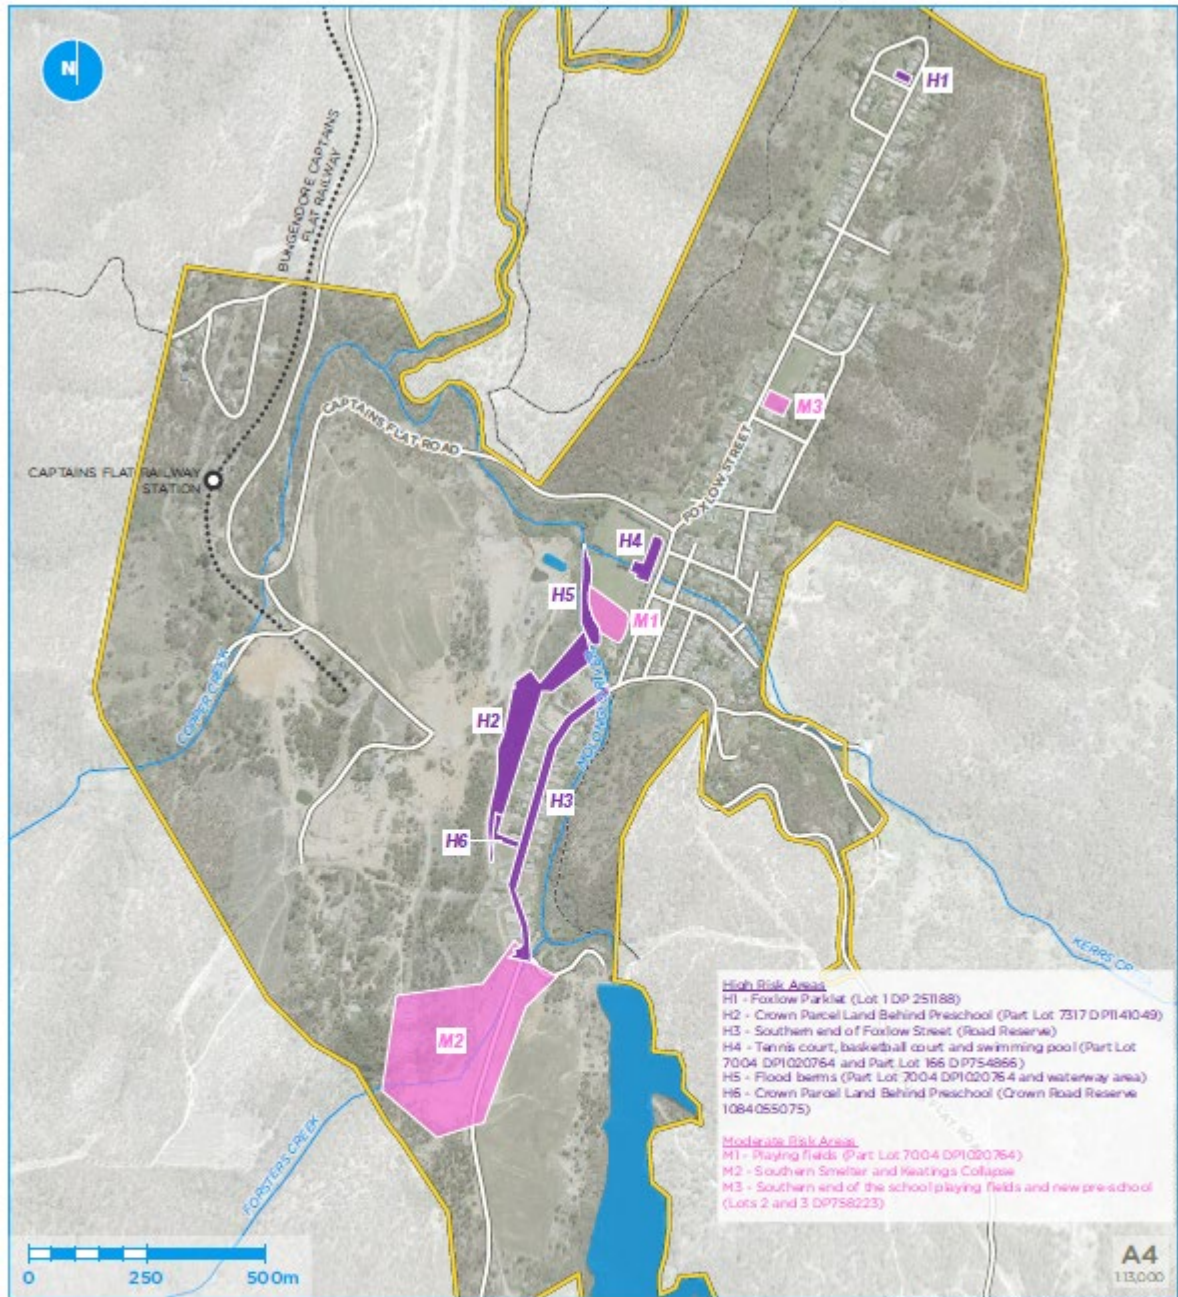 N
H1
BUNGENDORE CAPTAINS
FLAT RAILWAY
CAPTAINS FLAT ROAD
M3
CAPTAINS FLAT RAILWAY
STATION
FOXLOW STREET
H4
H5
M1
COPPER CREEK
H2
MOLONGLO RIVER
H3
H6
KERRS CREEK
M2
FORSTERS CREEK
High Risk Areas
H1 - Foxlow Parklet (Lot 1 DP 251188)
H2 - Crown Parcel Land Behind Preschool (Part Lot 7317 DP1141049)
H3 - Southern end of Foxlow Street (Road Reserve)
H4 - Tennis court, basketball court and swimming pool (Part Lot
7004 DP1020764 and Part Lot 166 DP754866)
H5 - Flood berms (Part Lot 7004 DP1020764 and waterway area)
H6 - Crown Parcel Land Behind Preschool (Crown Road Reserve
1084055075)
Moderate Risk Areas
M1 - Playing fields (Part Lot 7004 DP1020764)
M2 - Southern Smelter and Keatings Collapse
M3 - Southern end of the school playing fields and new pre-school
(Lots 2 and 3 DP758223)
0 250 500m
A4
1:13,000